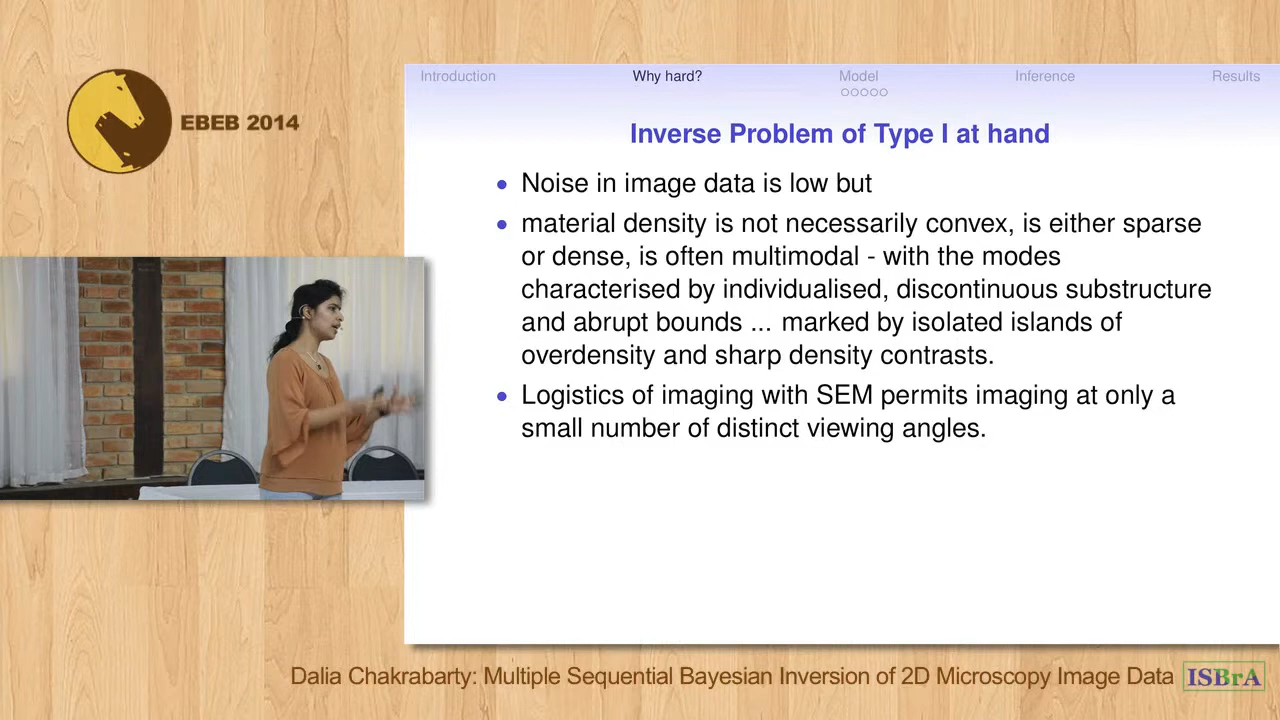 EBEB 2014
Introduction Why hard? Model Inference Results
Inverse Problem of Type I at hand
• Noise in image data is low but
• material density is not necessarily convex, is either sparse
or dense, is often multimodal - with the modes
characterised by individualised, discontinuous substructure
and abrupt bounds ... marked by isolated islands of
overdensity and sharp density contrasts.
• Logistics of imaging with SEM permits imaging at only a
small number of distinct viewing angles.
Dalia Chakrabarty: Multiple Sequential Bayesian Inversion of 2D Microscopy Image Data ISBrA